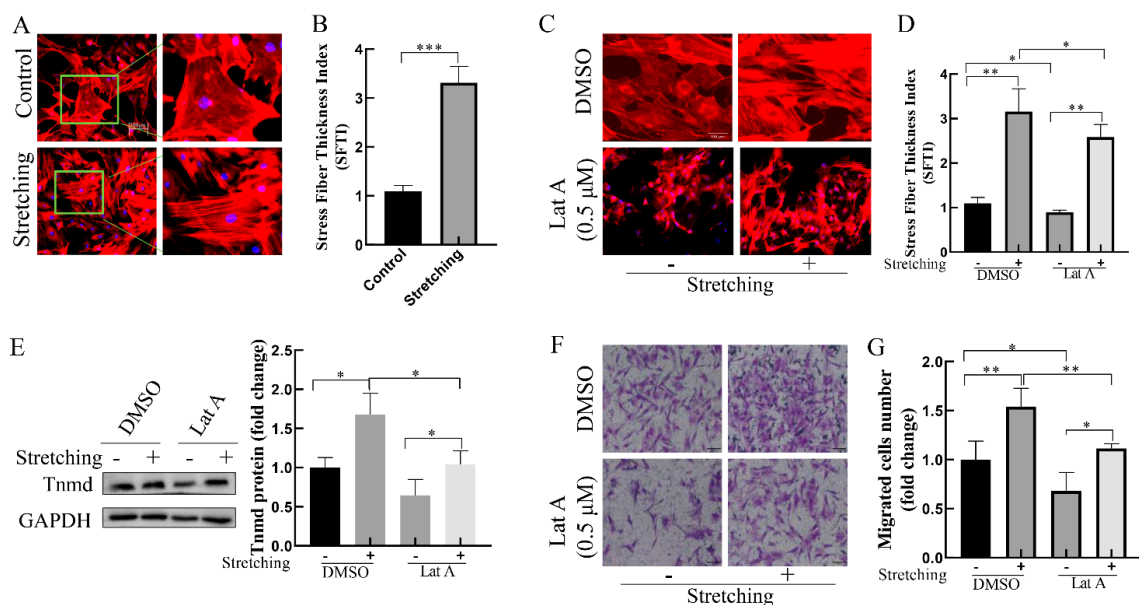 A
Control
Stretching
B
Stress Fiber Thickness Index
(SFTI)
4
3
2
1
0
***
Control
Stretching
C
DMSO
Lat A
(0.5 μM)
-
+
Stretching
D
Stress Fiber Thickness Index
(SFTI)
6
4
2
0
*
*
**
**
Stretching
-
+
-
+
DMSO
Lat A
E
DMSO
Lat A
Stretching
-
+
-
+
Tnmd
GAPDH
Tnmd protein (fold change)
2.5
2.0
1.5
1.0
0.5
0.0
*
*
*
Stretching
-
+
-
+
DMSO
Lat A
F
DMSO
Lat A
(0.5 μM)
-
+
Stretching
G
Migrated cells number
(fold change)
2.0
1.5
1.0
0.5
0.0
*
**
**
*
Stretching
-
+
-
+
DMSO
Lat A